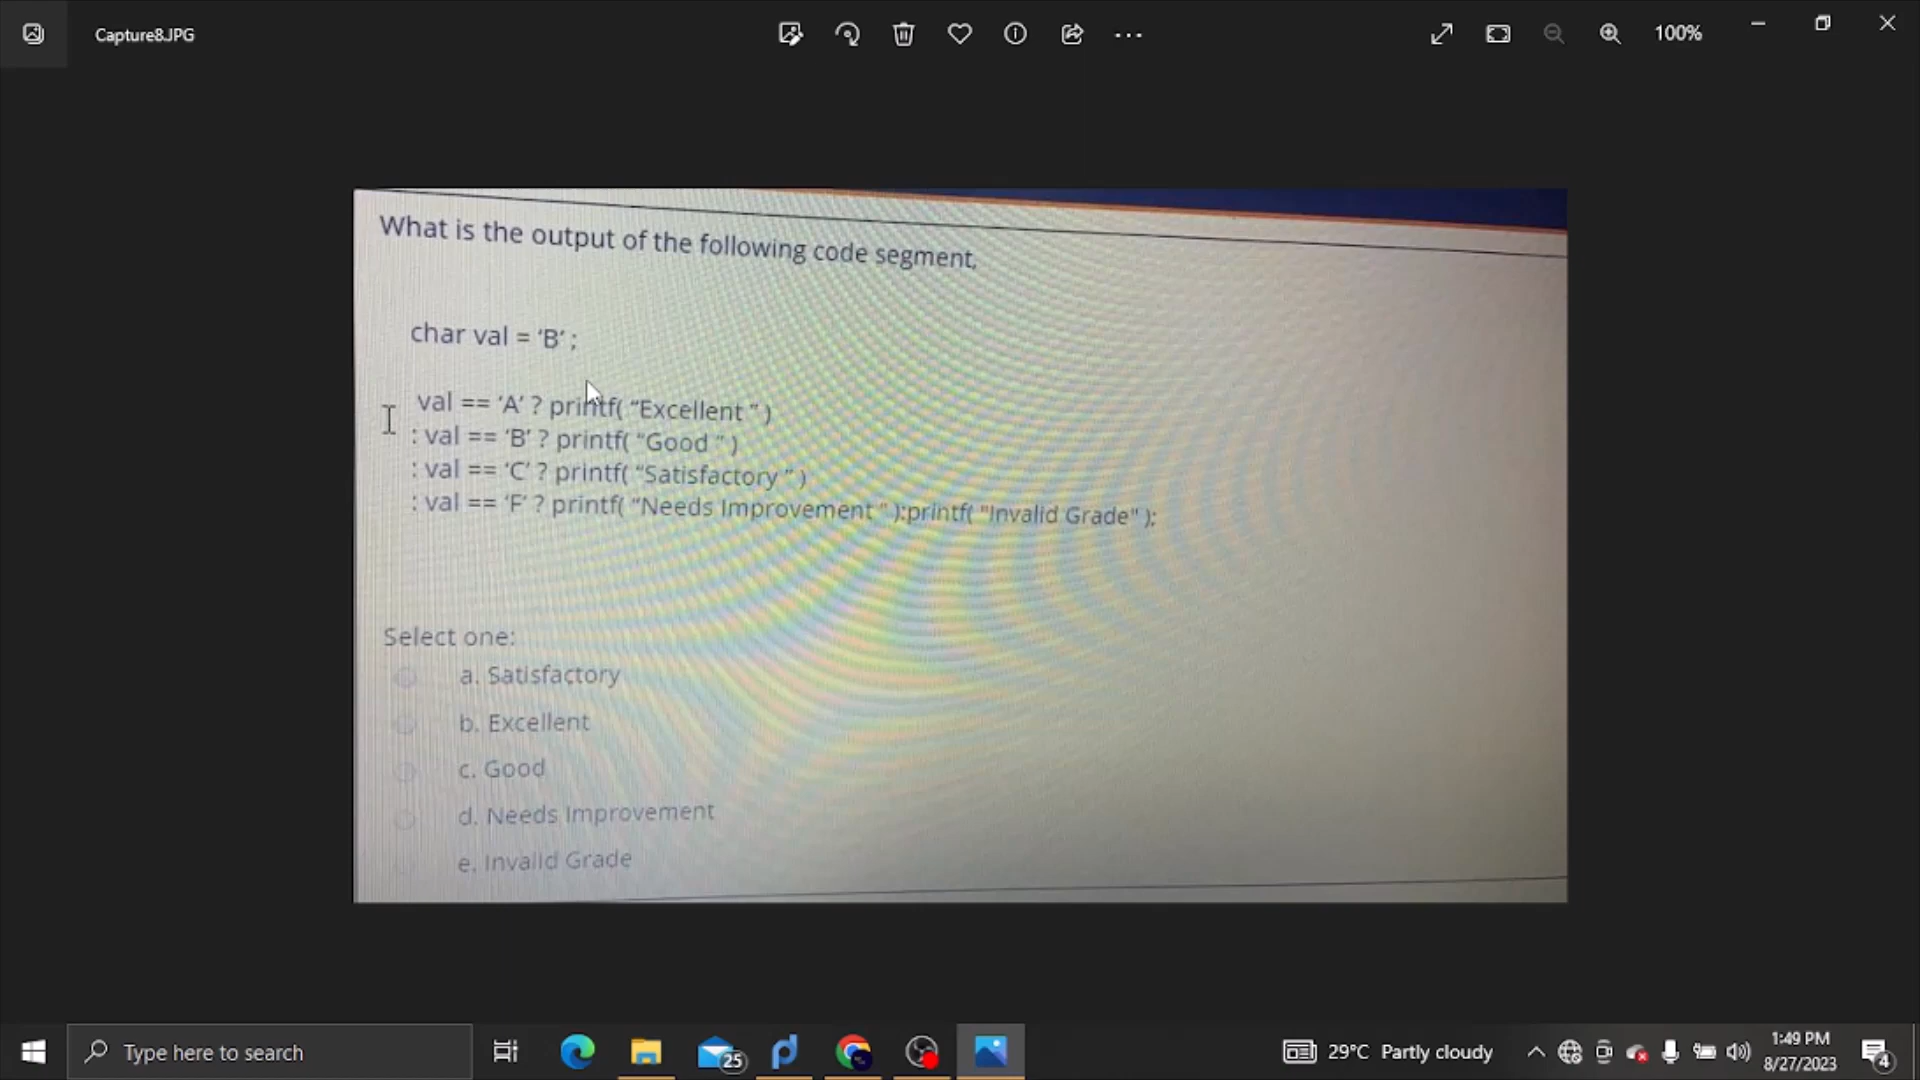 Capture8.JPG
100%
What is the output of the following code segment,
char val = ‘B’ ;
val == ‘A’ ? printf( “Excellent ” )
: val == ‘B’ ? printf( “Good ” )
: val == ‘C’ ? printf( “Satisfactory ” )
: val == ‘F’ ? printf( “Needs Improvement ” ):printf( "Invalid Grade" );
Select one:
a. Satisfactory
b. Excellent
c. Good
d. Needs Improvement
e. Invalid Grade
Type here to search
25
29°C Partly cloudy
1:49 PM
8/27/2023
4